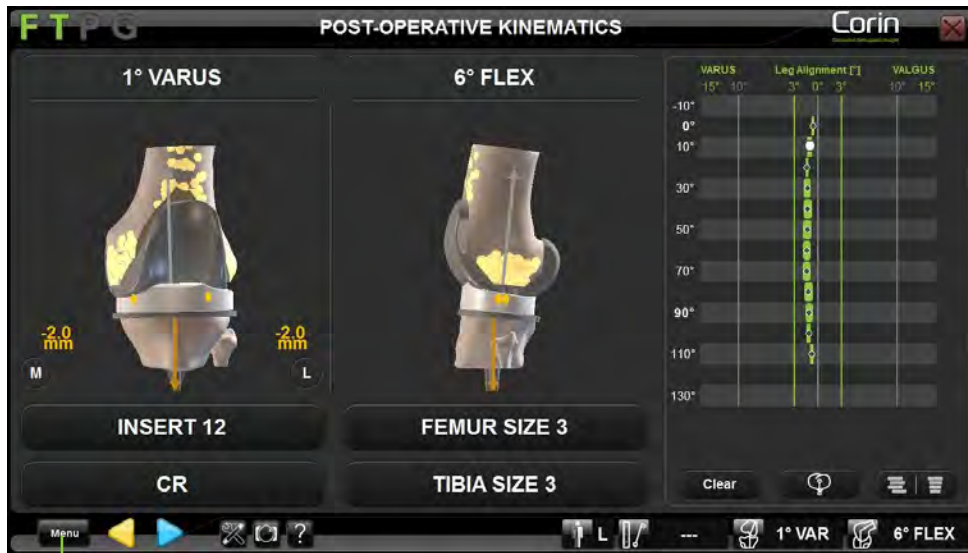 FTPG
POST-OPERATIVE KINEMATICS
Corin
1° VARUS
6° FLEX
VARUS
Leg Alignment [°]
VALGUS
15° 10° 3° 0° 3° 10° 15°
-10°
0°
10°
30°
50°
70°
90°
110°
130°
-2.0
mm
-2.0
mm
M
L
INSERT 12
FEMUR SIZE 3
CR
TIBIA SIZE 3
Clear
Menu
?
L
---
1° VAR
6° FLEX